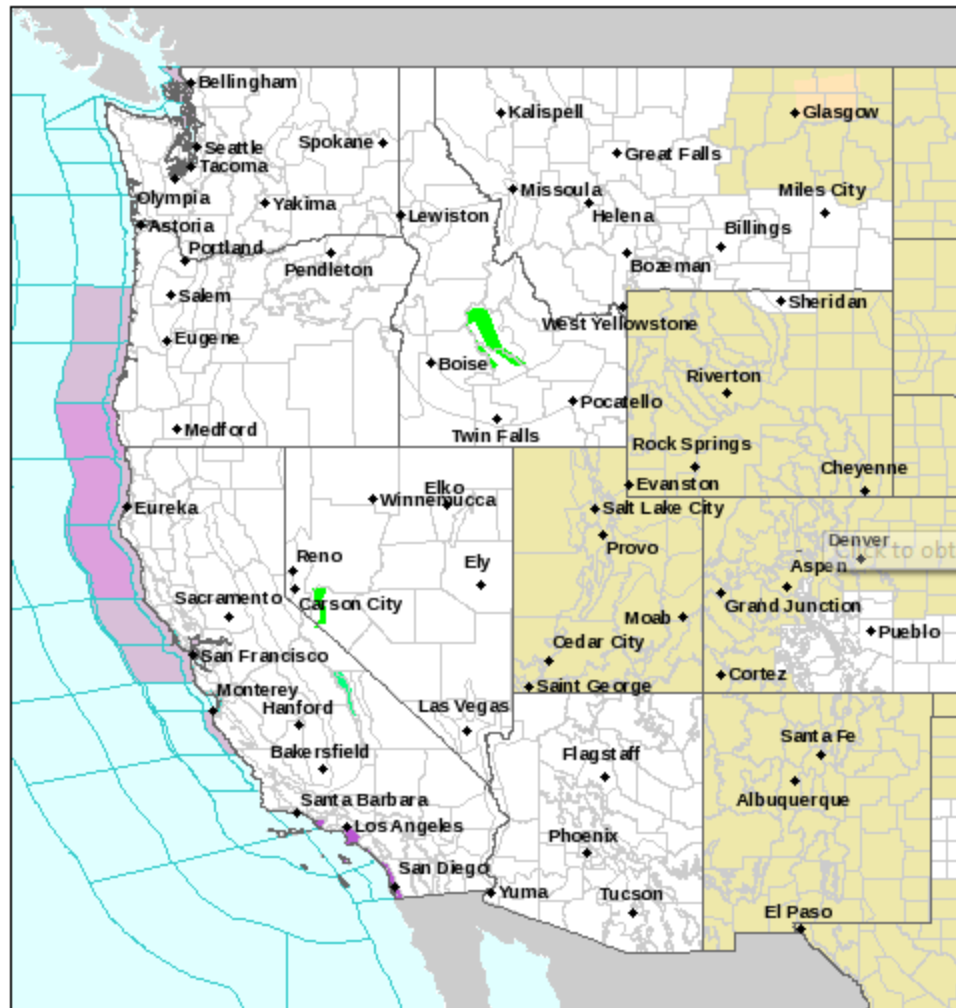 Bellingham
Kalispell
Glasgow
Seattle
Spokane
Great Falls
Tacoma
Missoula
Miles City
Olympia
Yakima
Lewiston
Helena
Astoria
Billings
Portland
Pendleton
Bozeman
Salem
Sheridan
West Yellowstone
Eugene
Boise
Riverton
Pocatello
Medford
Twin Falls
Rock Springs
Cheyenne
Elko
Evanston
Winnemucca
Eureka
Salt Lake City
Denver
Provo
Click to obt
Reno
Ely
Aspen
Sacramento
Carson City
Grand Junction
Moab
Pueblo
Cedar City
San Francisco
Cortez
Saint George
Monterey
Hanford
Las Vegas
Santa Fe
Bakersfield
Flagstaff
Albuquerque
Santa Barbara
Los Angeles
Phoenix
San Diego
Yuma
Tucson
El Paso